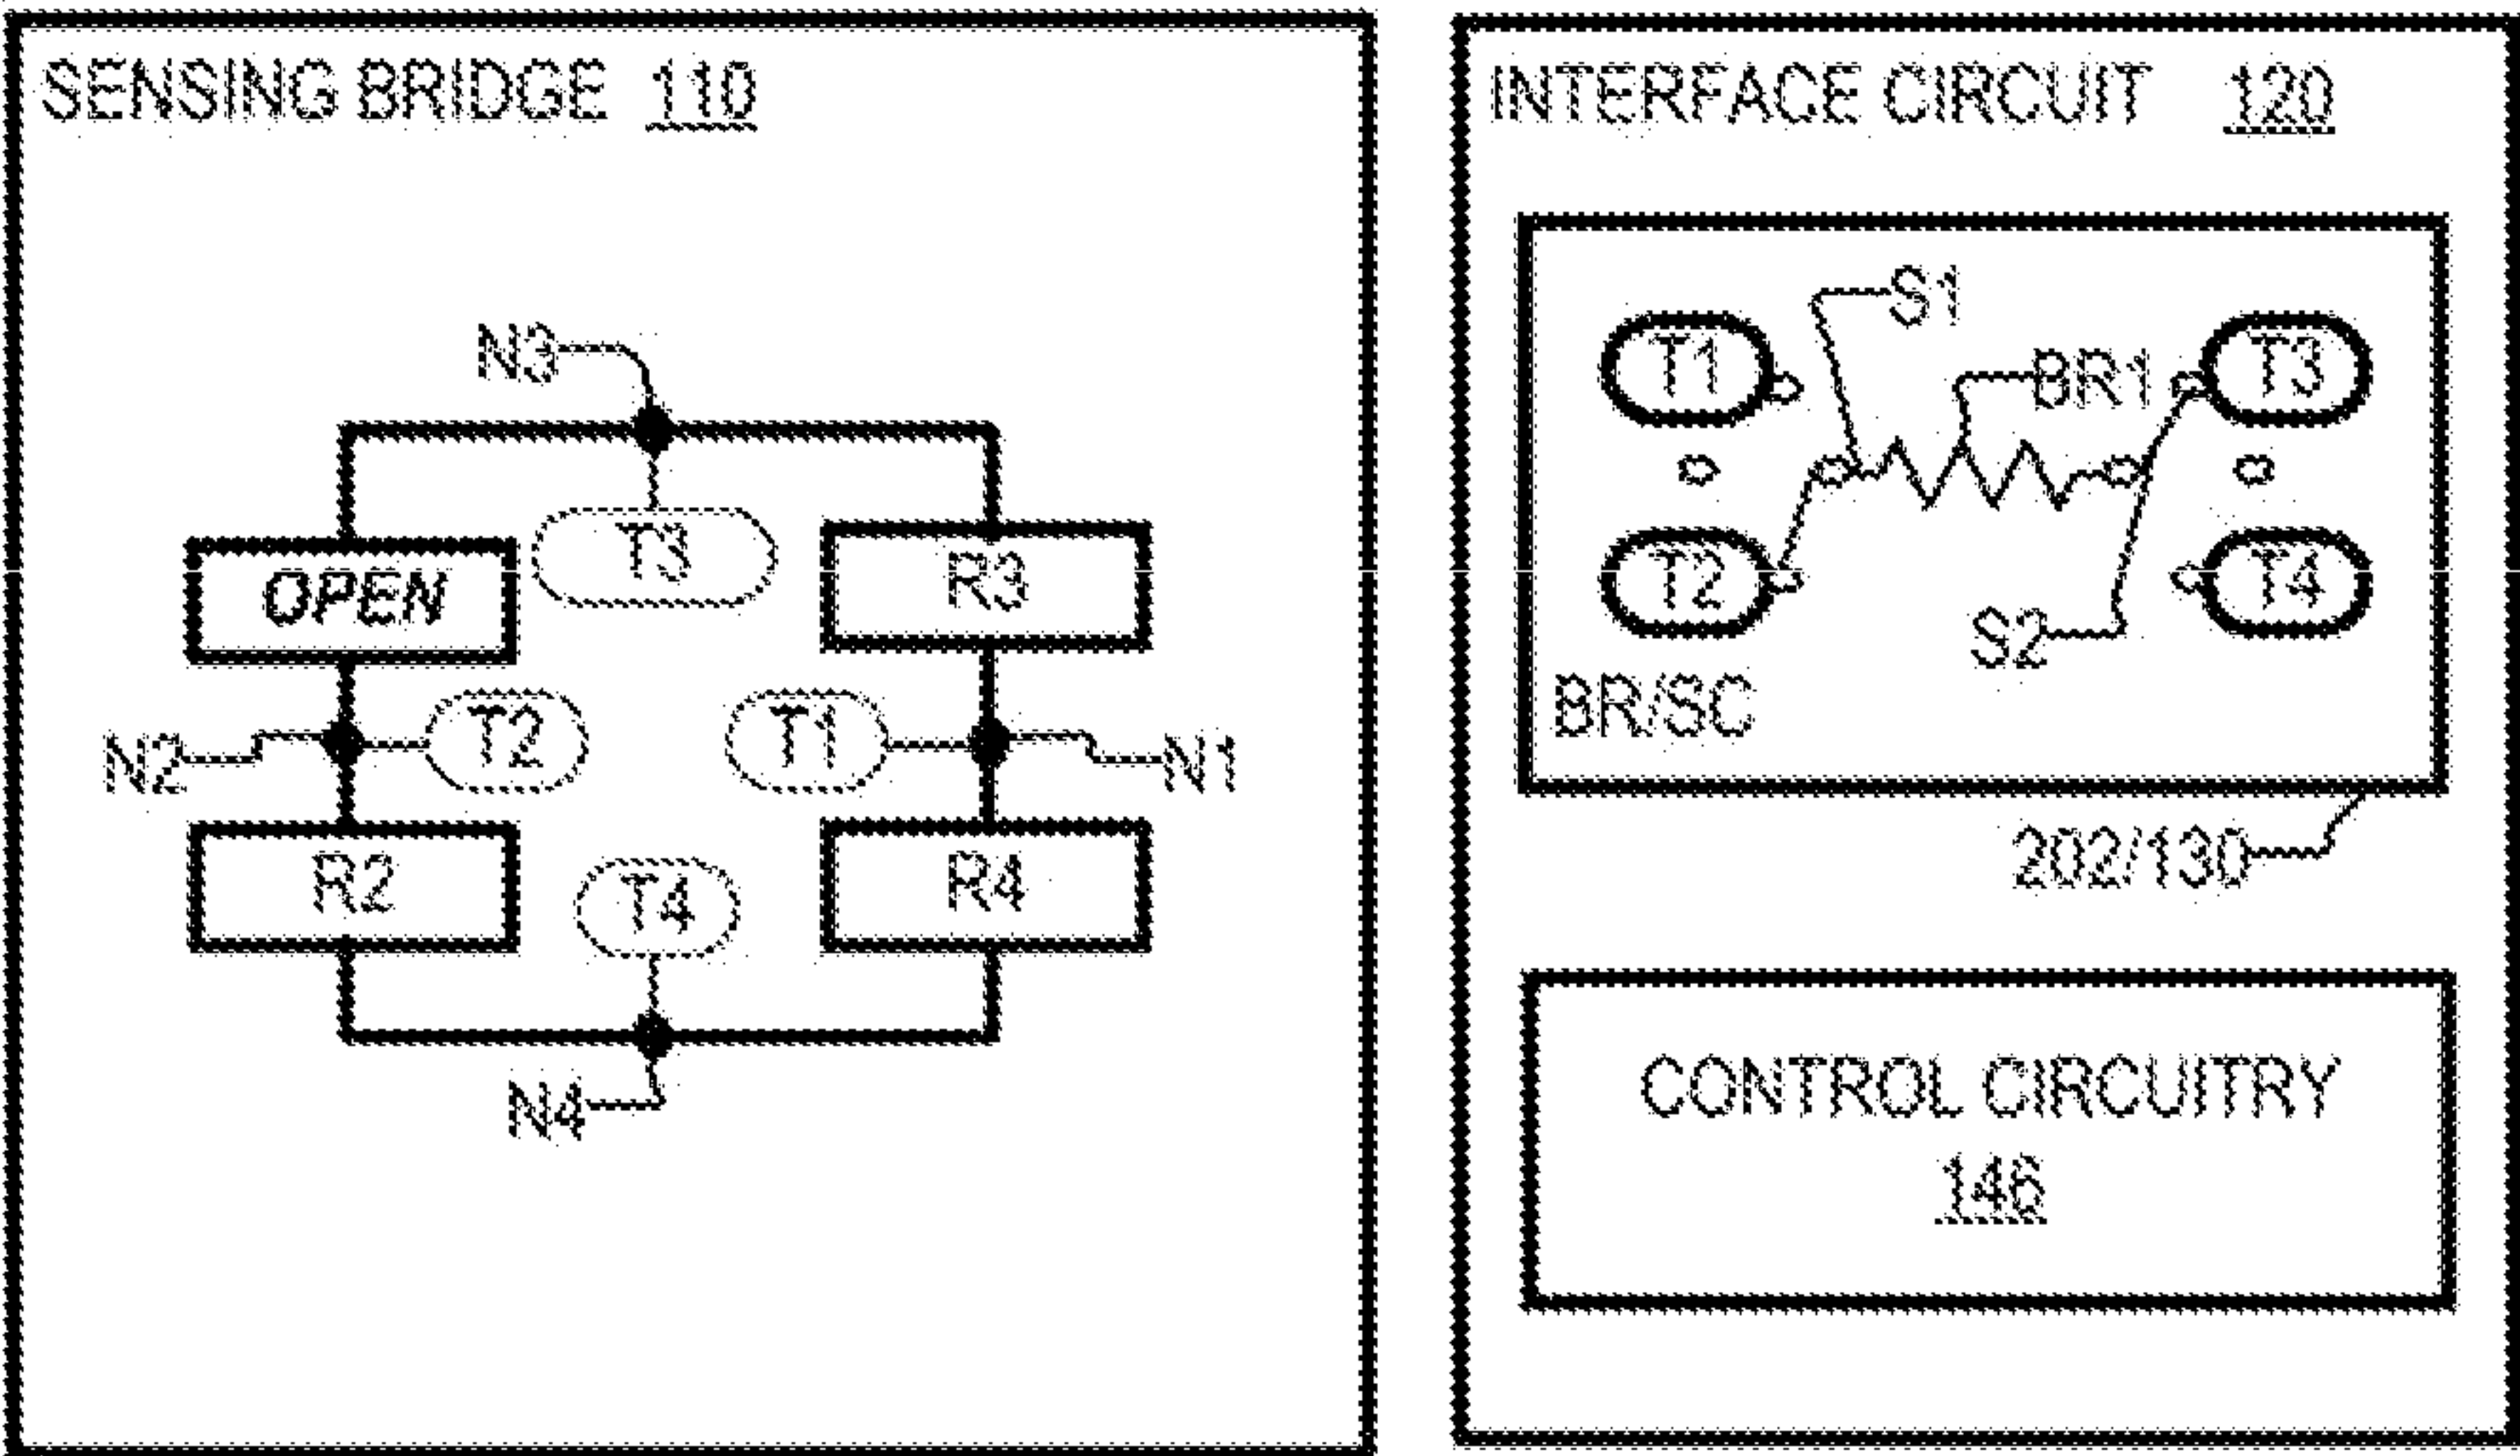 SENSING BRIDGE 110
N3
OPEN
T3
R3
N2
T2
T1
N1
R2
T4
R4
N4
INTERFACE CIRCUIT 120
S1
T1
BR1
T3
T2
T4
S2
BR/SC
202/130
CONTROL CIRCUITRY
146